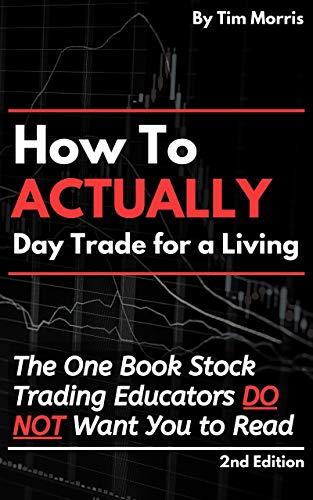 By Tim Morris
How To
ACTUALLY
Day Trade for a Living
The One Book Stock
Trading Educators DO
NOT Want You to Read
2nd Edition